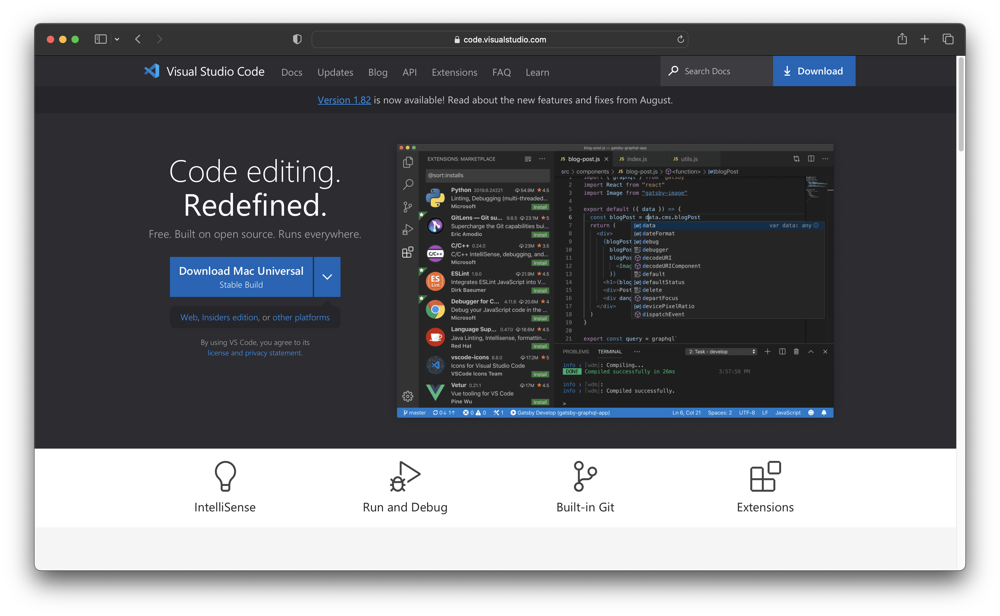 code.visualstudio.com
Visual Studio Code Docs Updates Blog API Extensions FAQ Learn Search Docs Download
Version 1.82 is now available! Read about the new features and fixes from August.
Code editing.
Redefined.
Free. Built on open source. Runs everywhere.
Download Mac Universal
Stable Build
Web, Insiders edition, or other platforms
By using VS Code, you agree to its
license and privacy statement.
blog-post.js — gatsby-graphql-app
EXTENSIONS: MARKETPLACE
@sort:installs
Python 2019.6.24221 54.9M 4.5
Linting, Debugging (multi-threaded...
Microsoft Install
GitLens — Git su... 9.8.5 23.1M 5
Supercharge the Git capabilities bui...
Eric Amodio Install
C/C++
C/C++ 0.24.0 23M 3.5
C/C++ IntelliSense, debugging, and...
Microsoft Install
ES
Lint
ESLint 1.9.0 21.9M 4.5
Integrates ESLint JavaScript into V...
Dirk Baeumer Install
Debugger for C... 4.11.6 20.6M 4
Debug your JavaScript code in the ...
Microsoft Install
Language Sup... 0.47.0 18.6M 4.5
Java Linting, Intellisense, formattin...
Red Hat Install
vscode-icons 8.8.0 17.2M 5
Icons for Visual Studio Code
VSCode Icons Team Install
Vetur 0.21.1 17M 4.5
Vue tooling for VS Code
Pine Wu Install
JS blog-post.js JS index.js JS utils.js
src > components > JS blog-post.js > <function> > blogPost
1 import { graphql } from "gatsby"
2 import React from "react"
3 import Image from "gatsby-image"
4
5 export default ({ data }) => {
6 const blogPost = data.cms.blogPost
7 return (
8 <div>
9 {blogPost
10 blogPos
11 blogPos
12 <Imag
13 )}
14 <h1>{blog
15 <div>Post
16 <div dang
17 </div>
18 )
19 }
20
21 export const query = graphql`
data var data: any
dateFormat
debug
debugger
decodeURI
decodeURIComponent
default
defaultStatus
delete
departFocus
devicePixelRatio
dispatchEvent
PROBLEMS TERMINAL ... 2: Task - develop
info i ｢wdm｣: Compiling...
DONE Compiled successfully in 26ms 3:57:58 PM
info i ｢wdm｣:
info i ｢wdm｣: Compiled successfully.
>
master 0↓ 1↑ 0 0 1 Gatsby Develop (gatsby-graphql-app) Ln 6, Col 21 Spaces: 2 UTF-8 LF JavaScript
IntelliSense
Run and Debug
Built-in Git
Extensions